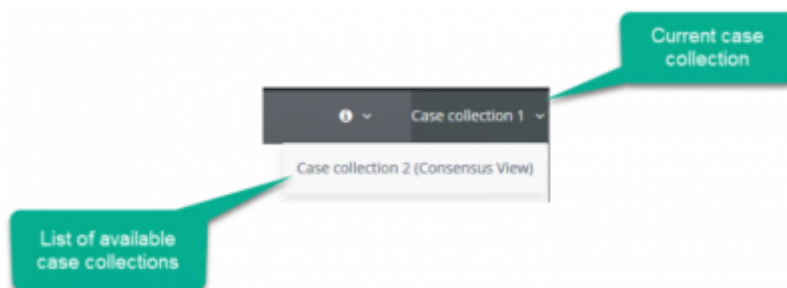 Current case
collection
Case collection 1
Case collection 2 (Consensus View)
List of available
case collections